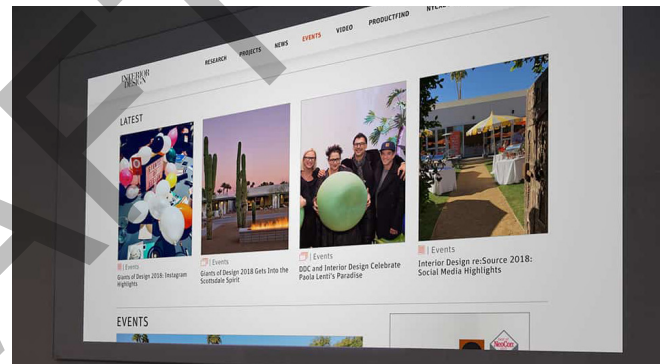 INTERIOR
DESIGN
RESEARCH PROJECTS NEWS EVENTS VIDEO PRODUCTFIND
LATEST
| Events
Giants of Design 2018: Instagram
Highlights
| Events
Giants of Design 2018 Gets Into the
Scottsdale Spirit
| Events
DDC and Interior Design Celebrate
Paola Lenti's Paradise
| Events
Interior Design re:Source 2018:
Social Media Highlights
EVENTS
NeoCon